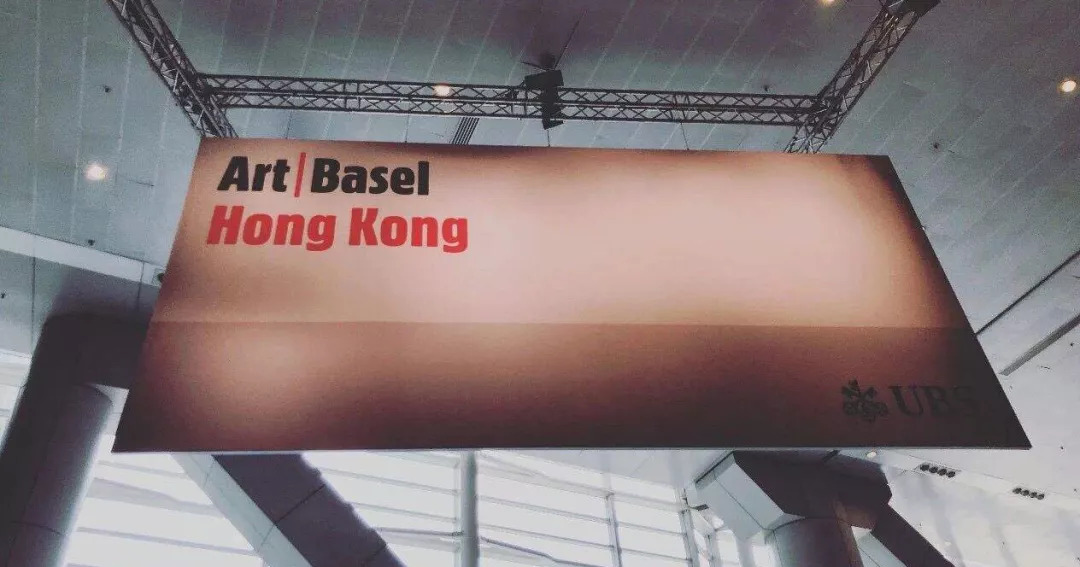 Art|Basel
Hong Kong
UBS